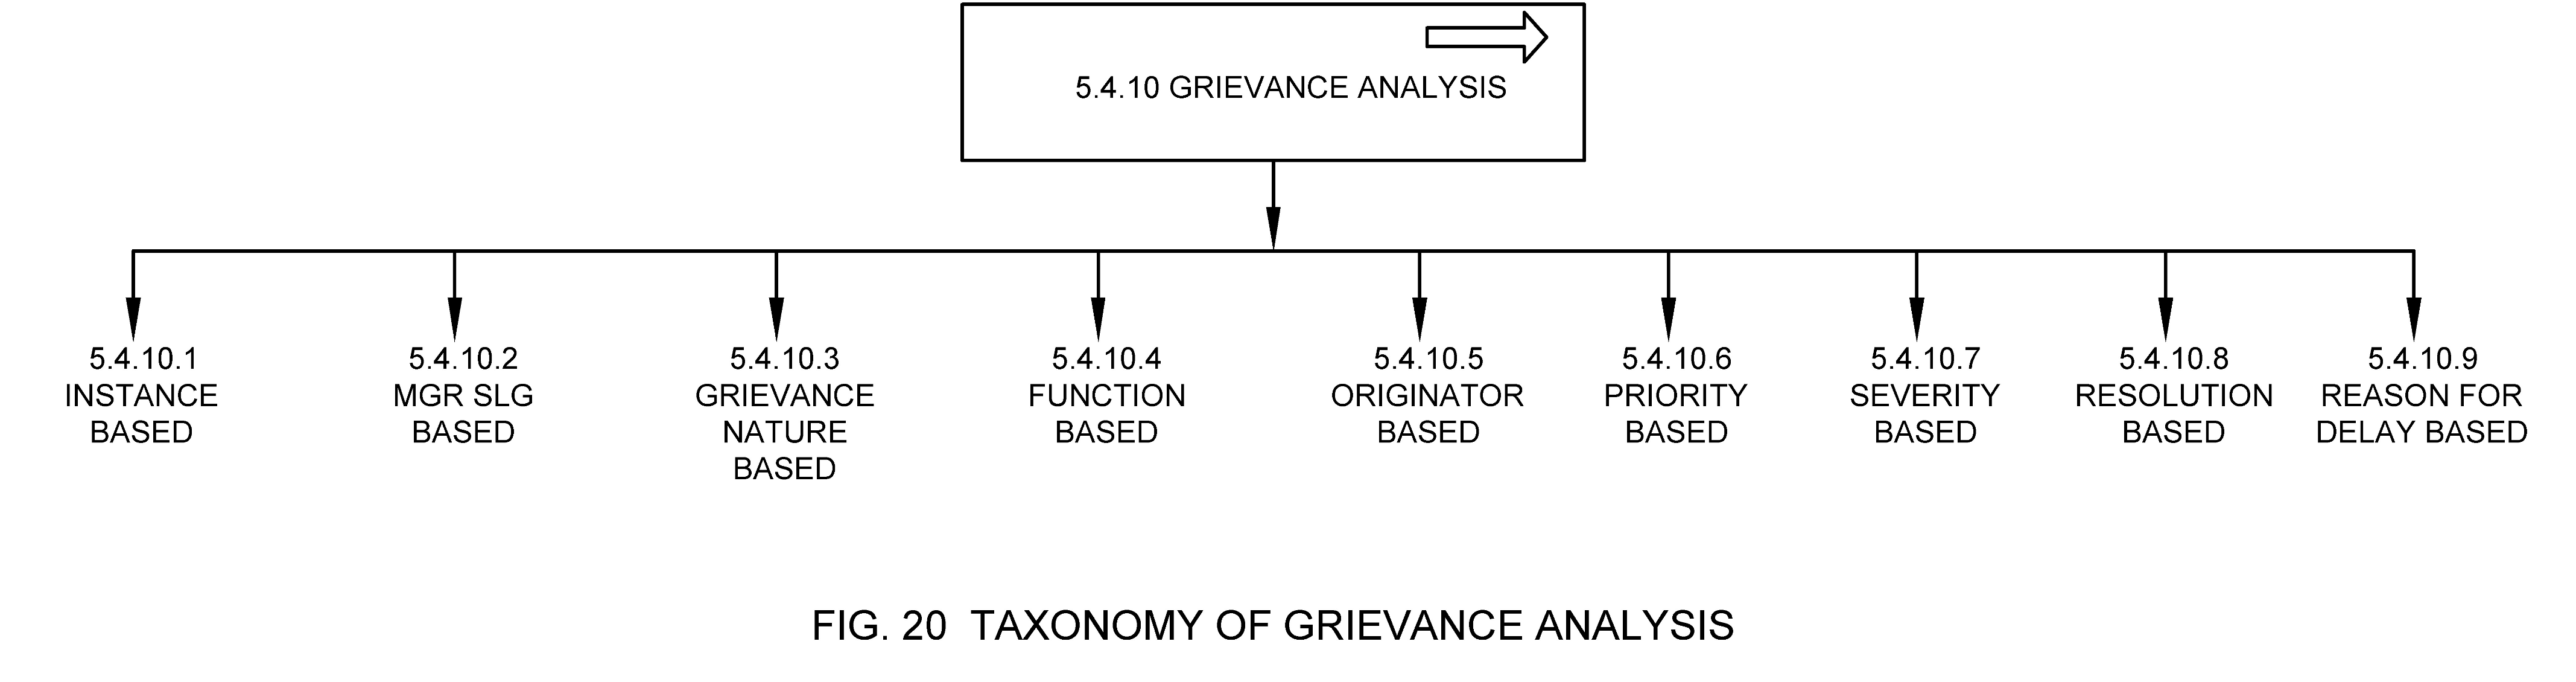 5.4.10 GRIEVANCE ANALYSIS
5.4.10.1
INSTANCE
BASED
5.4.10.2
MGR SLG
BASED
5.4.10.3
GRIEVANCE
NATURE
BASED
5.4.10.4
FUNCTION
BASED
5.4.10.5
ORIGINATOR
BASED
5.4.10.6
PRIORITY
BASED
5.4.10.7
SEVERITY
BASED
5.4.10.8
RESOLUTION
BASED
5.4.10.9
REASON FOR
DELAY BASED
FIG. 20 TAXONOMY OF GRIEVANCE ANALYSIS